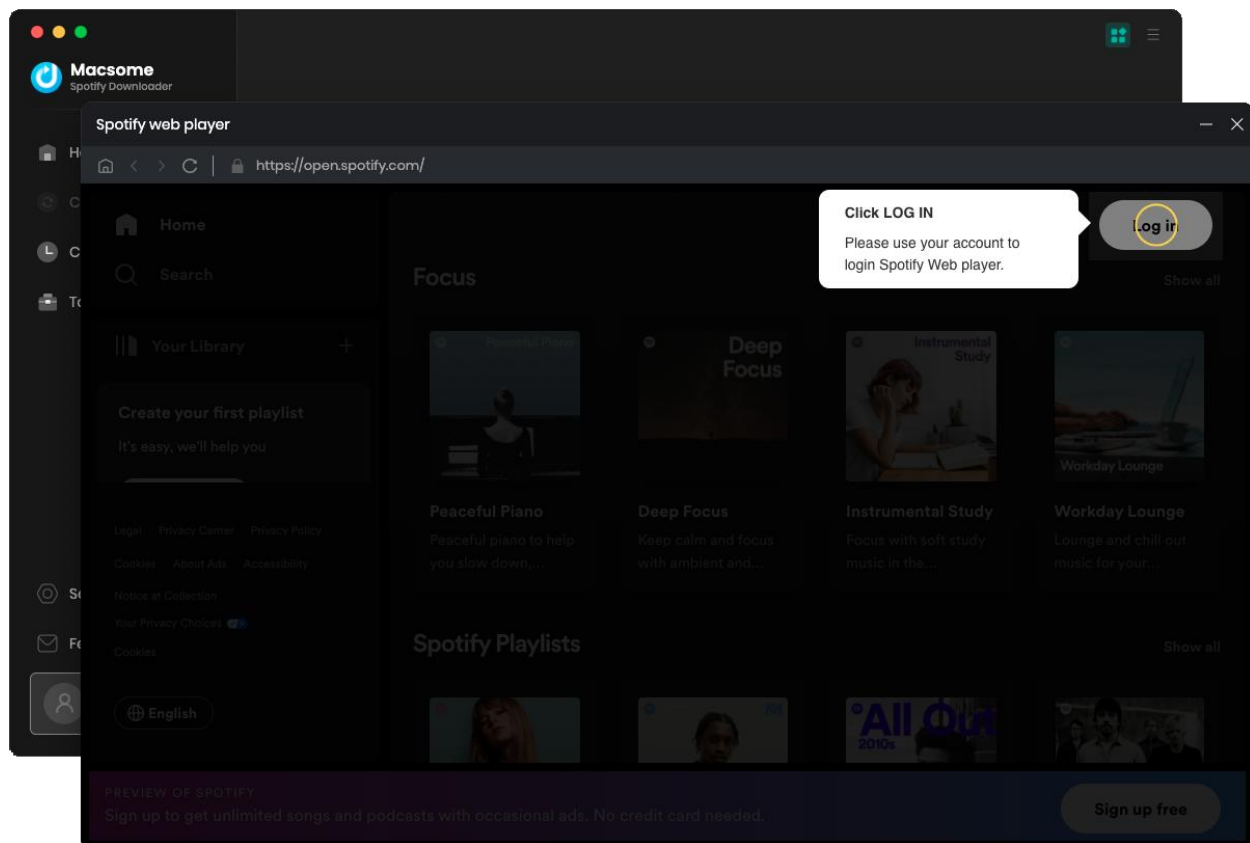 Macsome
Spotify Downloader
Spotify web player
https://open.spotify.com/
H
C
C
To
Se
Fe
Home
Search
Your Library
Create your first playlist
It's easy, we'll help you
Legal Privacy Center Privacy Policy
Cookies About Ads Accessibility
Notice at Collection
Your Privacy Choices
Cookies
English
Click LOG IN
Please use your account to
login Spotify Web player.
Log in
Focus
Show all
Peaceful Piano
Deep
Focus
Instrumental
Study
Workday Lounge
Peaceful Piano
Peaceful piano to help
you slow down,...
Deep Focus
Keep calm and focus
with ambient and...
Instrumental Study
Focus with soft study
music in the...
Workday Lounge
Lounge and chill out
music for your...
Spotify Playlists
Show all
All Out
2010s
PREVIEW OF SPOTIFY
Sign up to get unlimited songs and podcasts with occasional ads. No credit card needed.
Sign up free